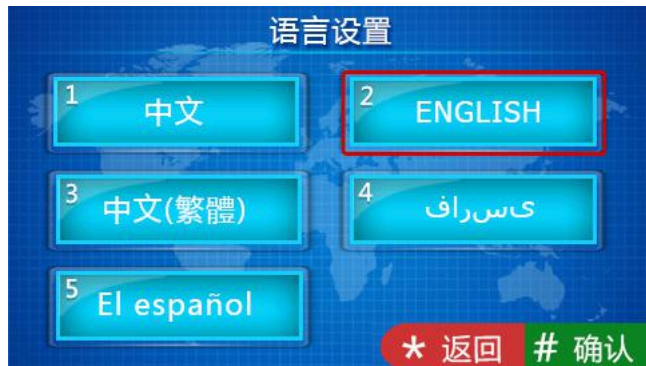 语言设置
1 中文
2 ENGLISH
3 中文(繁體)
4 ﻯﺱﺭﺍﻑ
5 El español
* 返回 # 确认